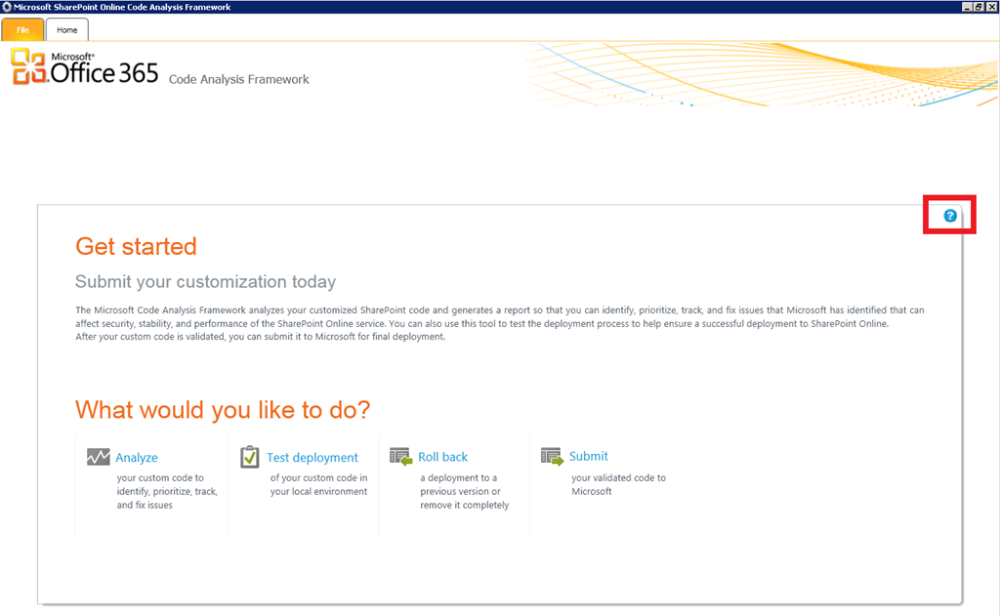 Microsoft SharePoint Online Code Analysis Framework
File Home
Microsoft®
Office 365 Code Analysis Framework
?
Get started
Submit your customization today
The Microsoft Code Analysis Framework analyzes your customized SharePoint code and generates a report so that you can identify, prioritize, track, and fix issues that Microsoft has identified that can
affect security, stability, and performance of the SharePoint Online service. You can also use this tool to test the deployment process to help ensure a successful deployment to SharePoint Online.
After your custom code is validated, you can submit it to Microsoft for final deployment.
What would you like to do?
Analyze
your custom code to
identify, prioritize, track,
and fix issues
Test deployment
of your custom code in
your local environment
Roll back
a deployment to a
previous version or
remove it completely
Submit
your validated code to
Microsoft